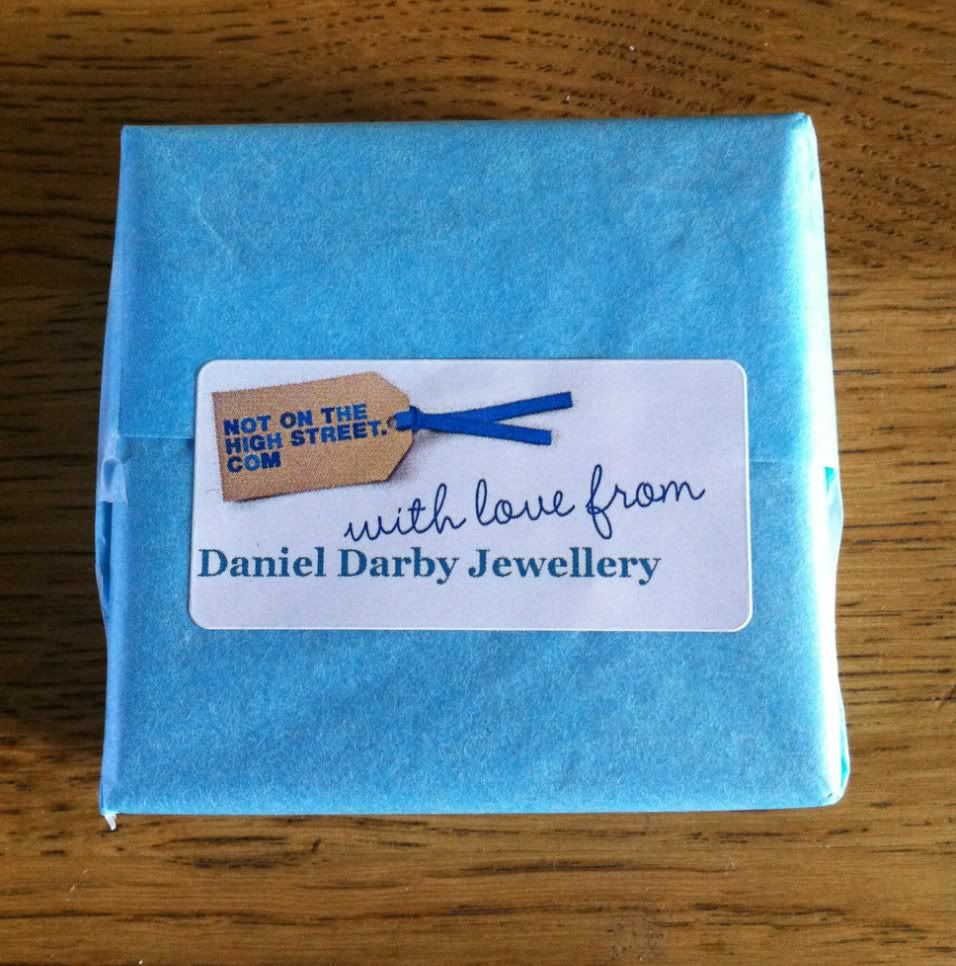 NOT ON THE
HIGH STREET.
COM
with love from
Daniel Darby Jewellery